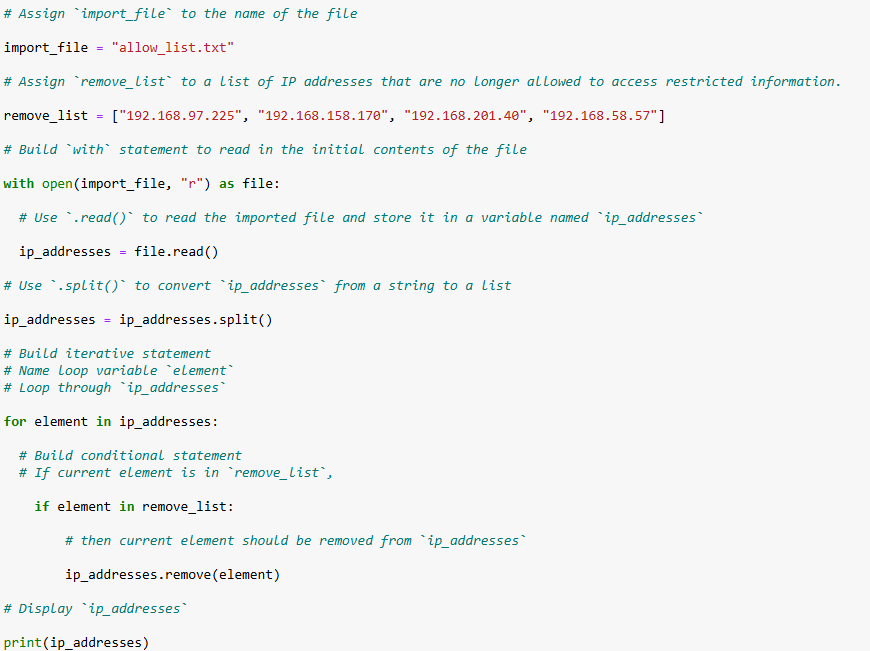 # Assign `import_file` to the name of the file
import_file = "allow_list.txt"
# Assign `remove_list` to a list of IP addresses that are no longer allowed to access restricted information.
remove_list = ["192.168.97.225", "192.168.158.170", "192.168.201.40", "192.168.58.57"]
# Build `with` statement to read in the initial contents of the file
with open(import_file, "r") as file:
  # Use `.read()` to read the imported file and store it in a variable named `ip_addresses`
  ip_addresses = file.read()
# Use `.split()` to convert `ip_addresses` from a string to a list
ip_addresses = ip_addresses.split()
# Build iterative statement
# Name loop variable `element`
# Loop through `ip_addresses`
for element in ip_addresses:
  # Build conditional statement
  # If current element is in `remove_list`,
    if element in remove_list:
        # then current element should be removed from `ip_addresses`
        ip_addresses.remove(element)
# Display `ip_addresses`
print(ip_addresses)